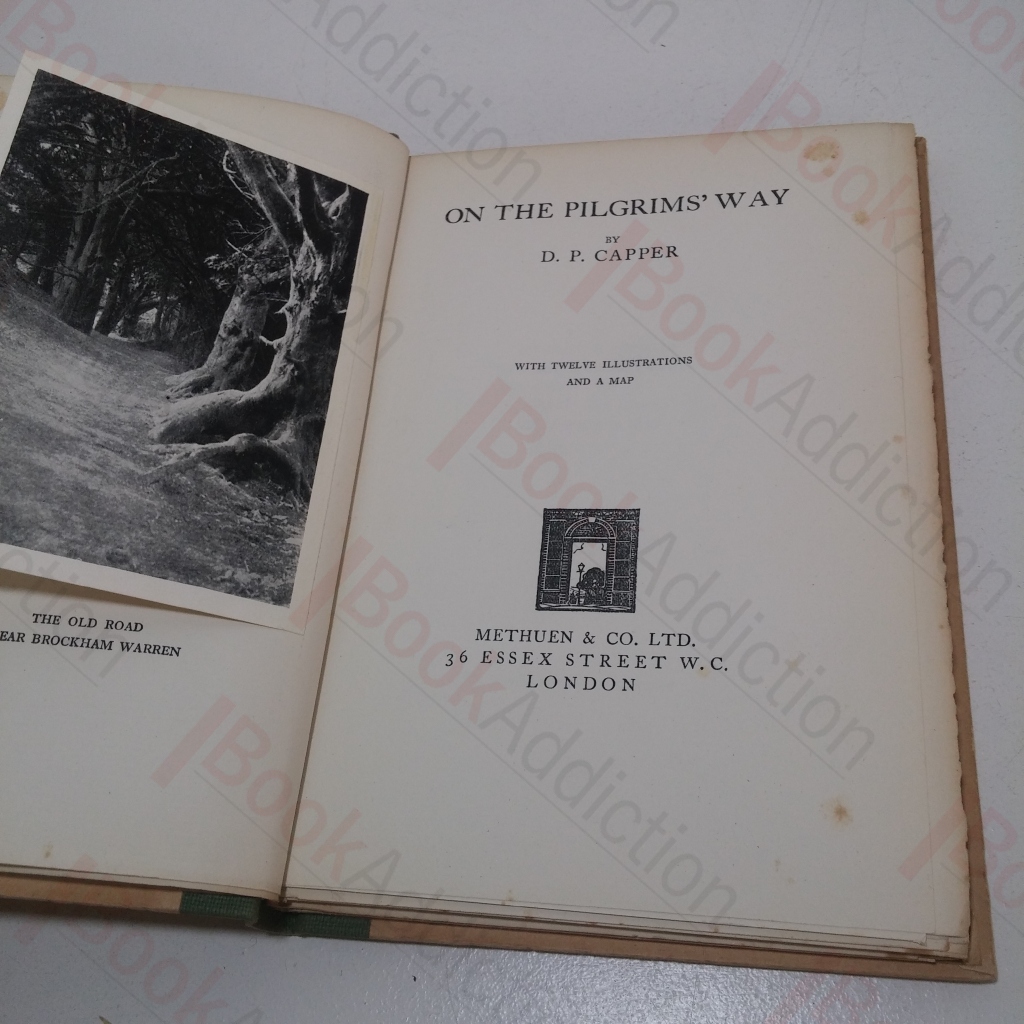 THE OLD ROAD
EAR BROCKHAM WARREN
ON THE PILGRIMS' WAY
BY
D. P. CAPPER
WITH TWELVE ILLUSTRATIONS
AND A MAP
METHUEN & CO. LTD.
36 ESSEX STREET W.C.
LONDON
BookAddiction